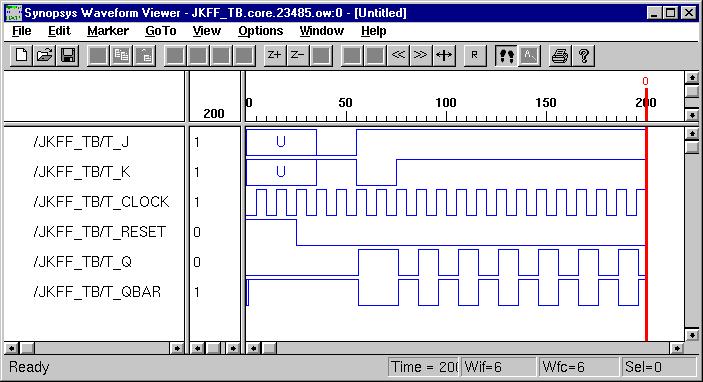 Synopsys Waveform Viewer - JKFF_TB.core.23485.ow:0 - [Untitled]
File Edit Marker GoTo View Options Window Help
Z+ Z- << >> R A
0
200 0 50 100 150 200
/JKFF_TB/T_J 1 U
/JKFF_TB/T_K 1 U
/JKFF_TB/T_CLOCK 1
/JKFF_TB/T_RESET 0
/JKFF_TB/T_Q 0
/JKFF_TB/T_QBAR 1
Ready Time = 200 Wif=6 Wfc=6 Sel=0